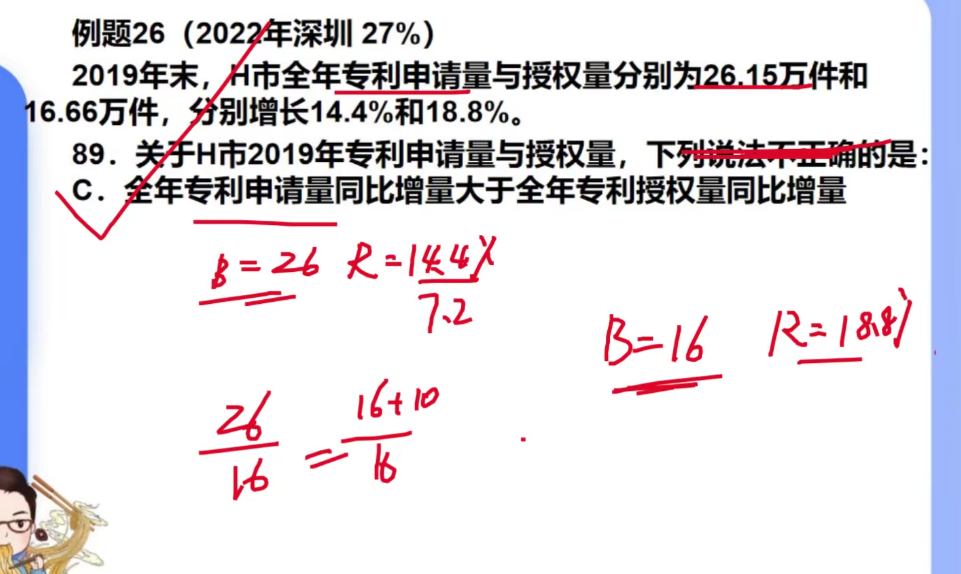 例题26（2022年深圳 27%）
2019年末，H市全年专利申请量与授权量分别为26.15万件和
16.66万件，分别增长14.4%和18.8%。
89．关于H市2019年专利申请量与授权量，下列说法不正确的是：
C．全年专利申请量同比增量大于全年专利授权量同比增量
B=26 R=14.4%
7.2
B=16 R=18.8%
26/16 = 16+10/16